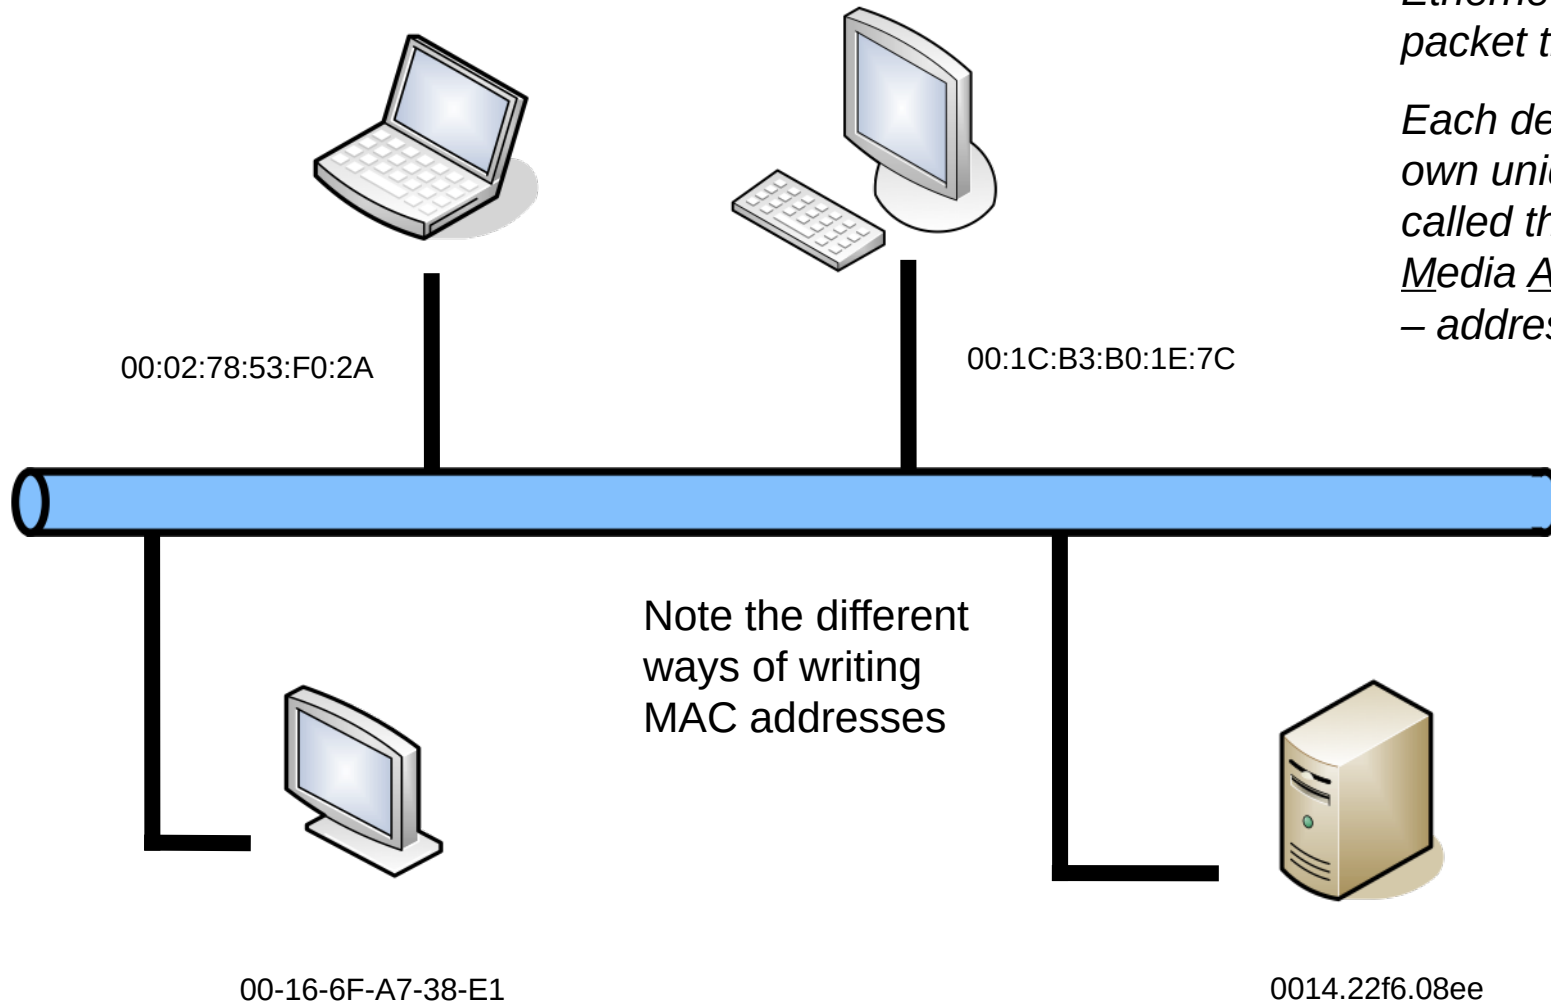 packet t
Each de
own uni
called th
Media A
– addres
00:02:78:53:F0:2A
00:1C:B3:B0:1E:7C
Note the different
ways of writing
MAC addresses
00-16-6F-A7-38-E1
0014.22f6.08ee